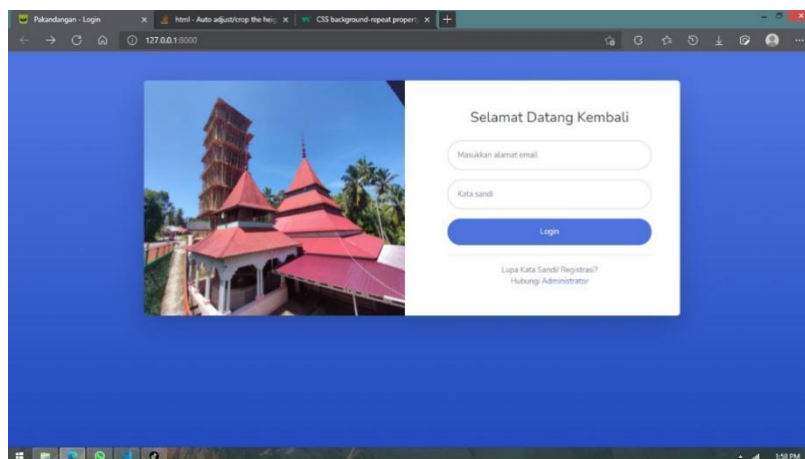 Pakandangan - Login
html - Auto adjust/crop the heig
CSS background-repeat propert
127.0.0.1:8000
Selamat Datang Kembali
Masukkan alamat email
Kata sandi
Login
Lupa Kata Sandi/ Registrasi?
Hubungi Administrator
1:58 PM